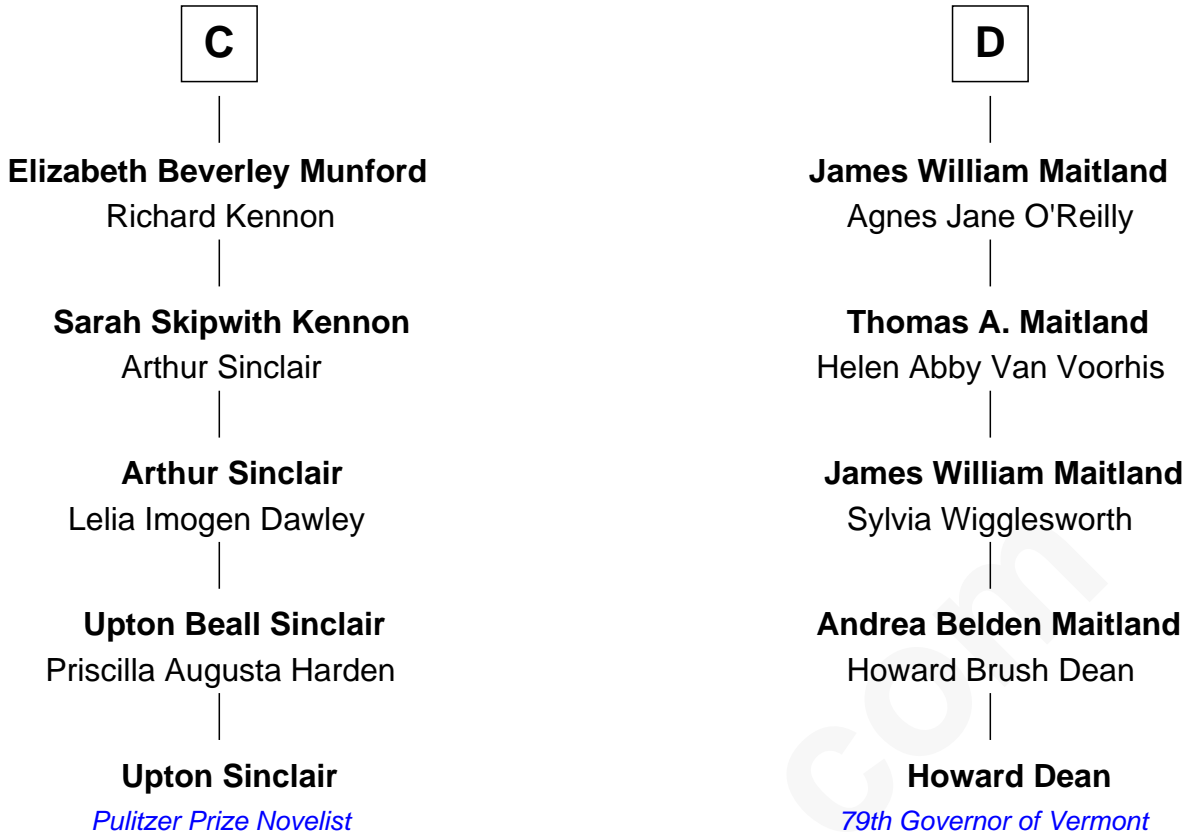 C
Elizabeth Beverley Munford
Richard Kennon
Sarah Skipwith Kennon
Arthur Sinclair
Arthur Sinclair
Lelia Imogen Dawley
Upton Beall Sinclair
Priscilla Augusta Harden
Upton Sinclair
Pulitzer Prize Novelist
D
James William Maitland
Agnes Jane O'Reilly
Thomas A. Maitland
Helen Abby Van Voorhis
James William Maitland
Sylvia Wigglesworth
Andrea Belden Maitland
Howard Brush Dean
Howard Dean
79th Governor of Vermont
com